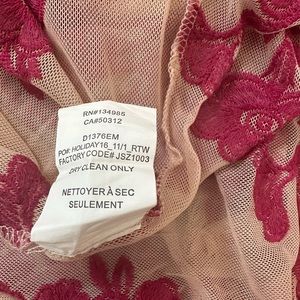 RN#134985
CA#50312
D1376EM
PO#: HOLIDAY16_11/1_RTW
FACTORY CODE# JSZ1003
DRY CLEAN ONLY
NETTOYER À SEC
SEULEMENT